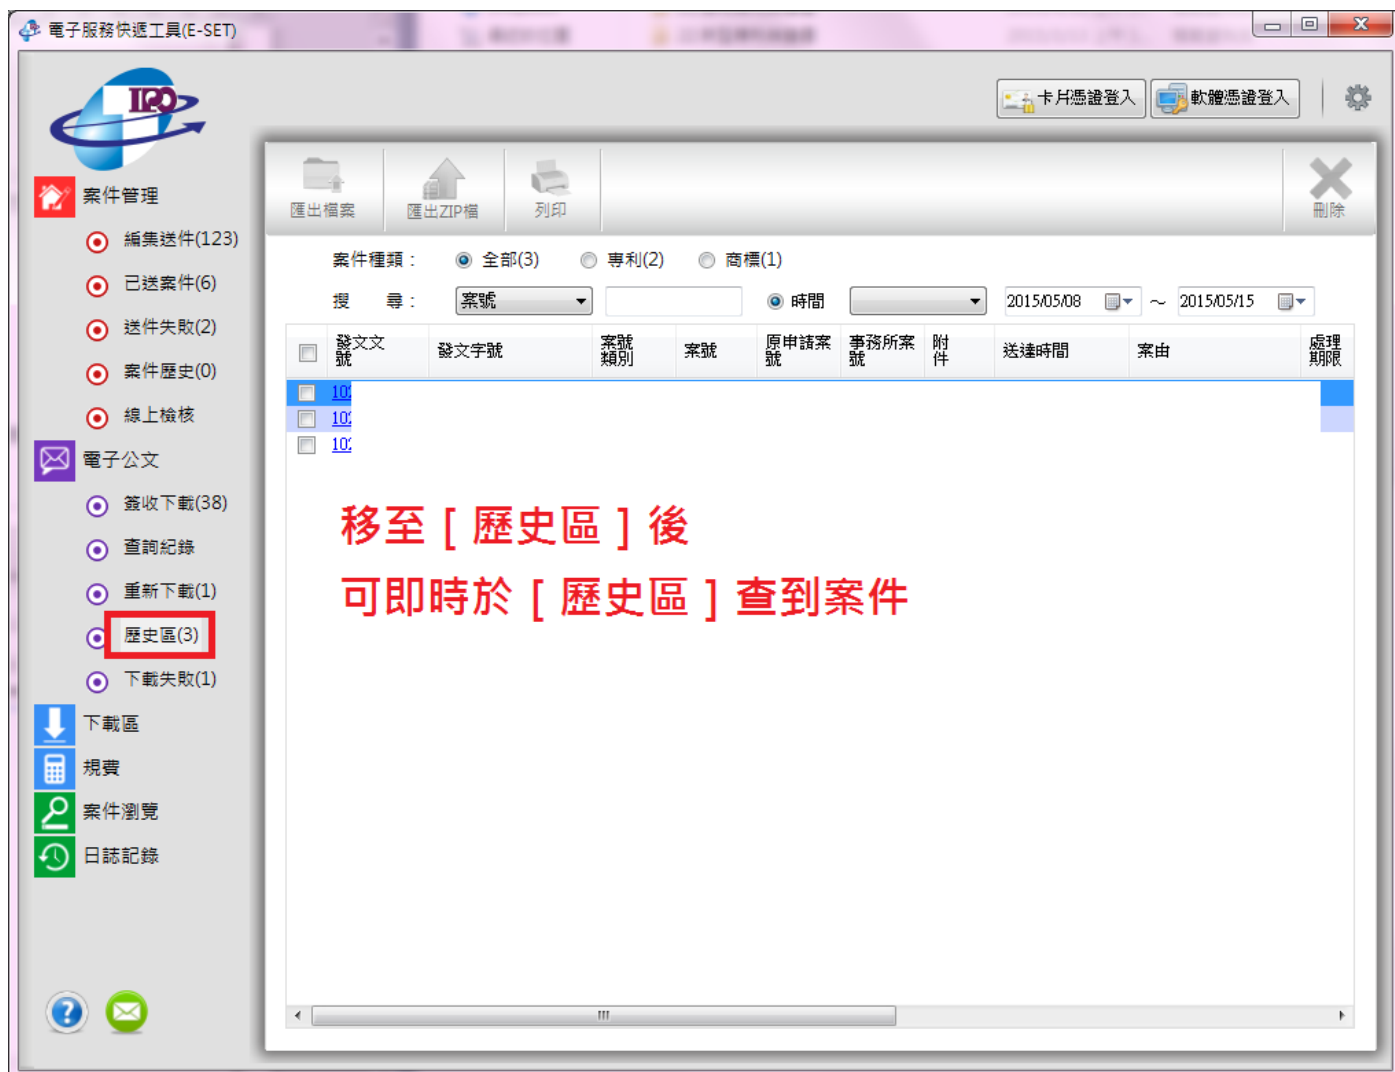 電子服務快遞工具(E-SET)
IPO
卡片憑證登入
軟體憑證登入
案件管理
編集送件(123)
已送案件(6)
送件失敗(2)
案件歷史(0)
線上檢核
電子公文
簽收下載(38)
查詢紀錄
重新下載(1)
歷史區(3)
下載失敗(1)
下載區
規費
案件瀏覽
日誌記錄
匯出檔案
匯出ZIP檔
列印
刪除
案件種類：
全部(3)
專利(2)
商標(1)
搜 尋：
案號
時間
2015/05/08
～
2015/05/15
發文文號
發文字號
案號類別
案號
原申請案號
事務所案號
附件
送達時間
案由
處理期限
102
102
102
移至 [ 歷史區 ] 後
可即時於 [ 歷史區 ] 查到案件